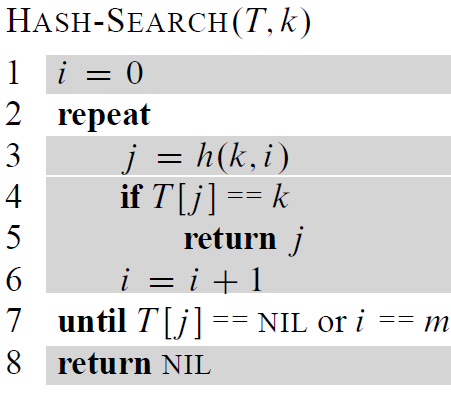 HASH-SEARCH(T, k)
1 i = 0
2 repeat
3 j = h(k, i)
4 if T[j] == k
5 return j
6 i = i + 1
7 until T[j] == NIL or i == m
8 return NIL